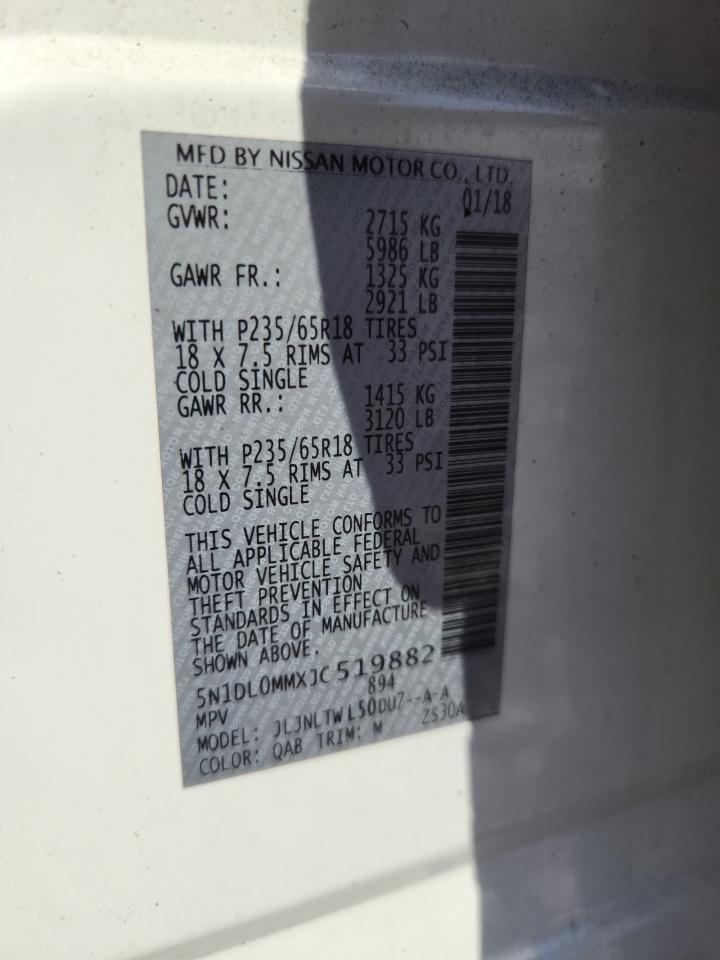 MFD BY NISSAN MOTOR CO., LTD.
DATE: 01/18
GVWR: 2715 KG
5986 LB
GAWR FR.: 1325 KG
2921 LB
WITH P235/65R18 TIRES
18 X 7.5 RIMS AT 33 PSI
COLD SINGLE
GAWR RR.: 1415 KG
3120 LB
WITH P235/65R18 TIRES
18 X 7.5 RIMS AT 33 PSI
COLD SINGLE
THIS VEHICLE CONFORMS TO
ALL APPLICABLE FEDERAL
MOTOR VEHICLE SAFETY AND
THEFT PREVENTION
STANDARDS IN EFFECT ON
THE DATE OF MANUFACTURE
SHOWN ABOVE.
5N1DL0MMXJC519882
MPV 894
MODEL: JLJNLTWL50DU7--A-A
COLOR: QAB TRIM: M ZS30A